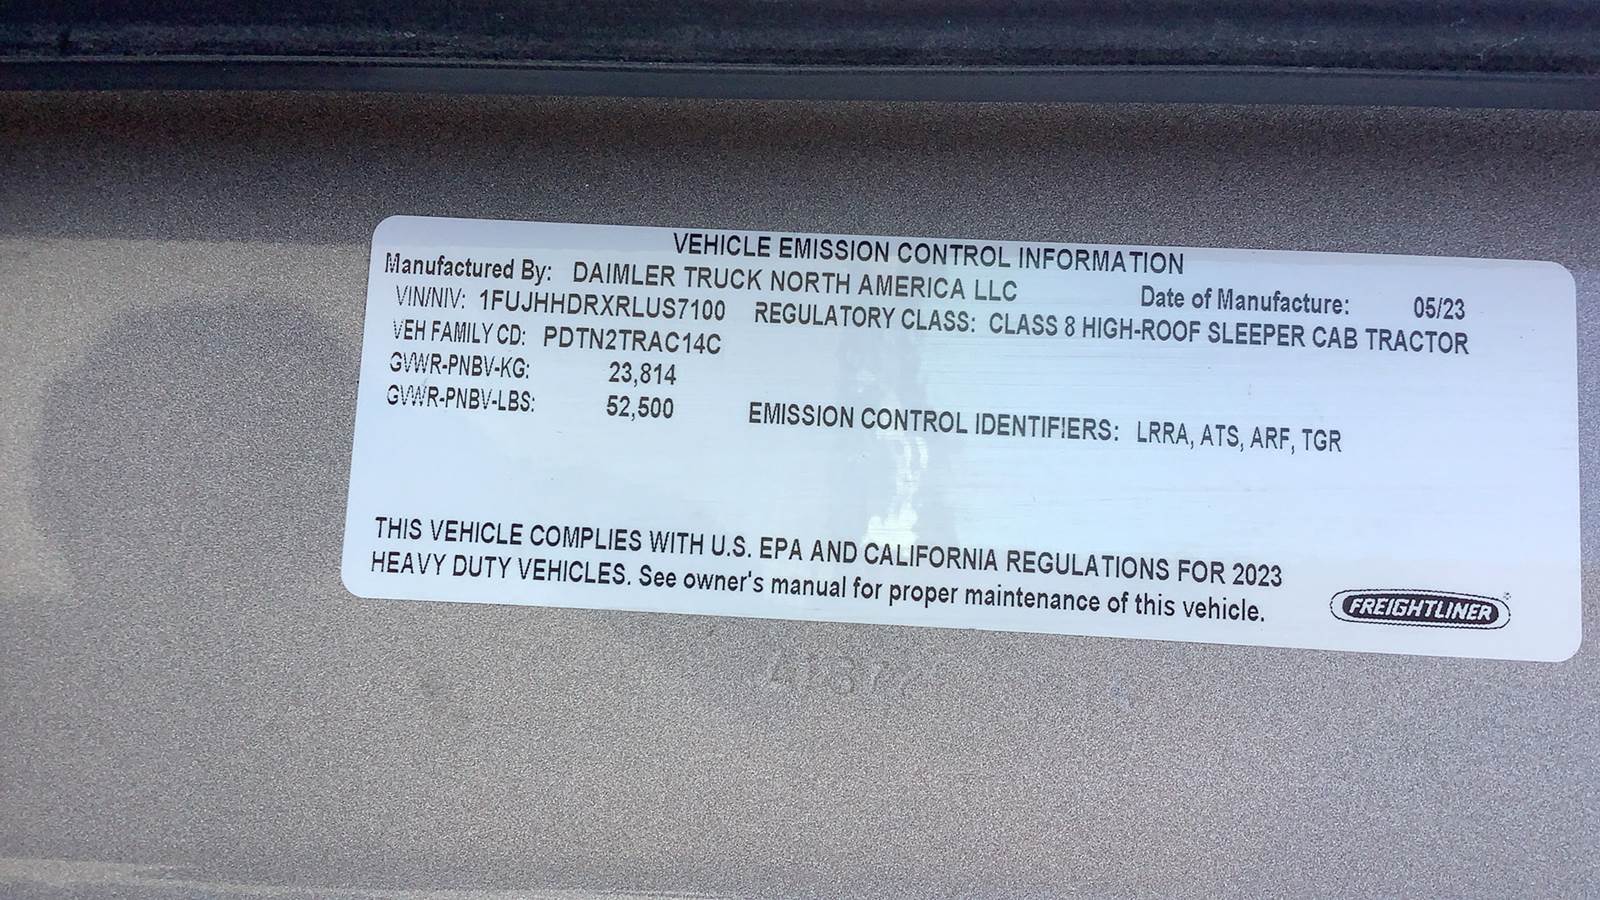 VEHICLE EMISSION CONTROL INFORMATION
Manufactured By: DAIMLER TRUCK NORTH AMERICA LLC Date of Manufacture: 05/23
VIN/NIV: 1FUJHHDRXRLUS7100 REGULATORY CLASS: CLASS 8 HIGH-ROOF SLEEPER CAB TRACTOR
VEH FAMILY CD: PDTN2TRAC14C
GVWR-PNBV-KG: 23,814
GVWR-PNBV-LBS: 52,500 EMISSION CONTROL IDENTIFIERS: LRRA, ATS, ARF, TGR
THIS VEHICLE COMPLIES WITH U.S. EPA AND CALIFORNIA REGULATIONS FOR 2023
HEAVY DUTY VEHICLES. See owner's manual for proper maintenance of this vehicle.
FREIGHTLINER